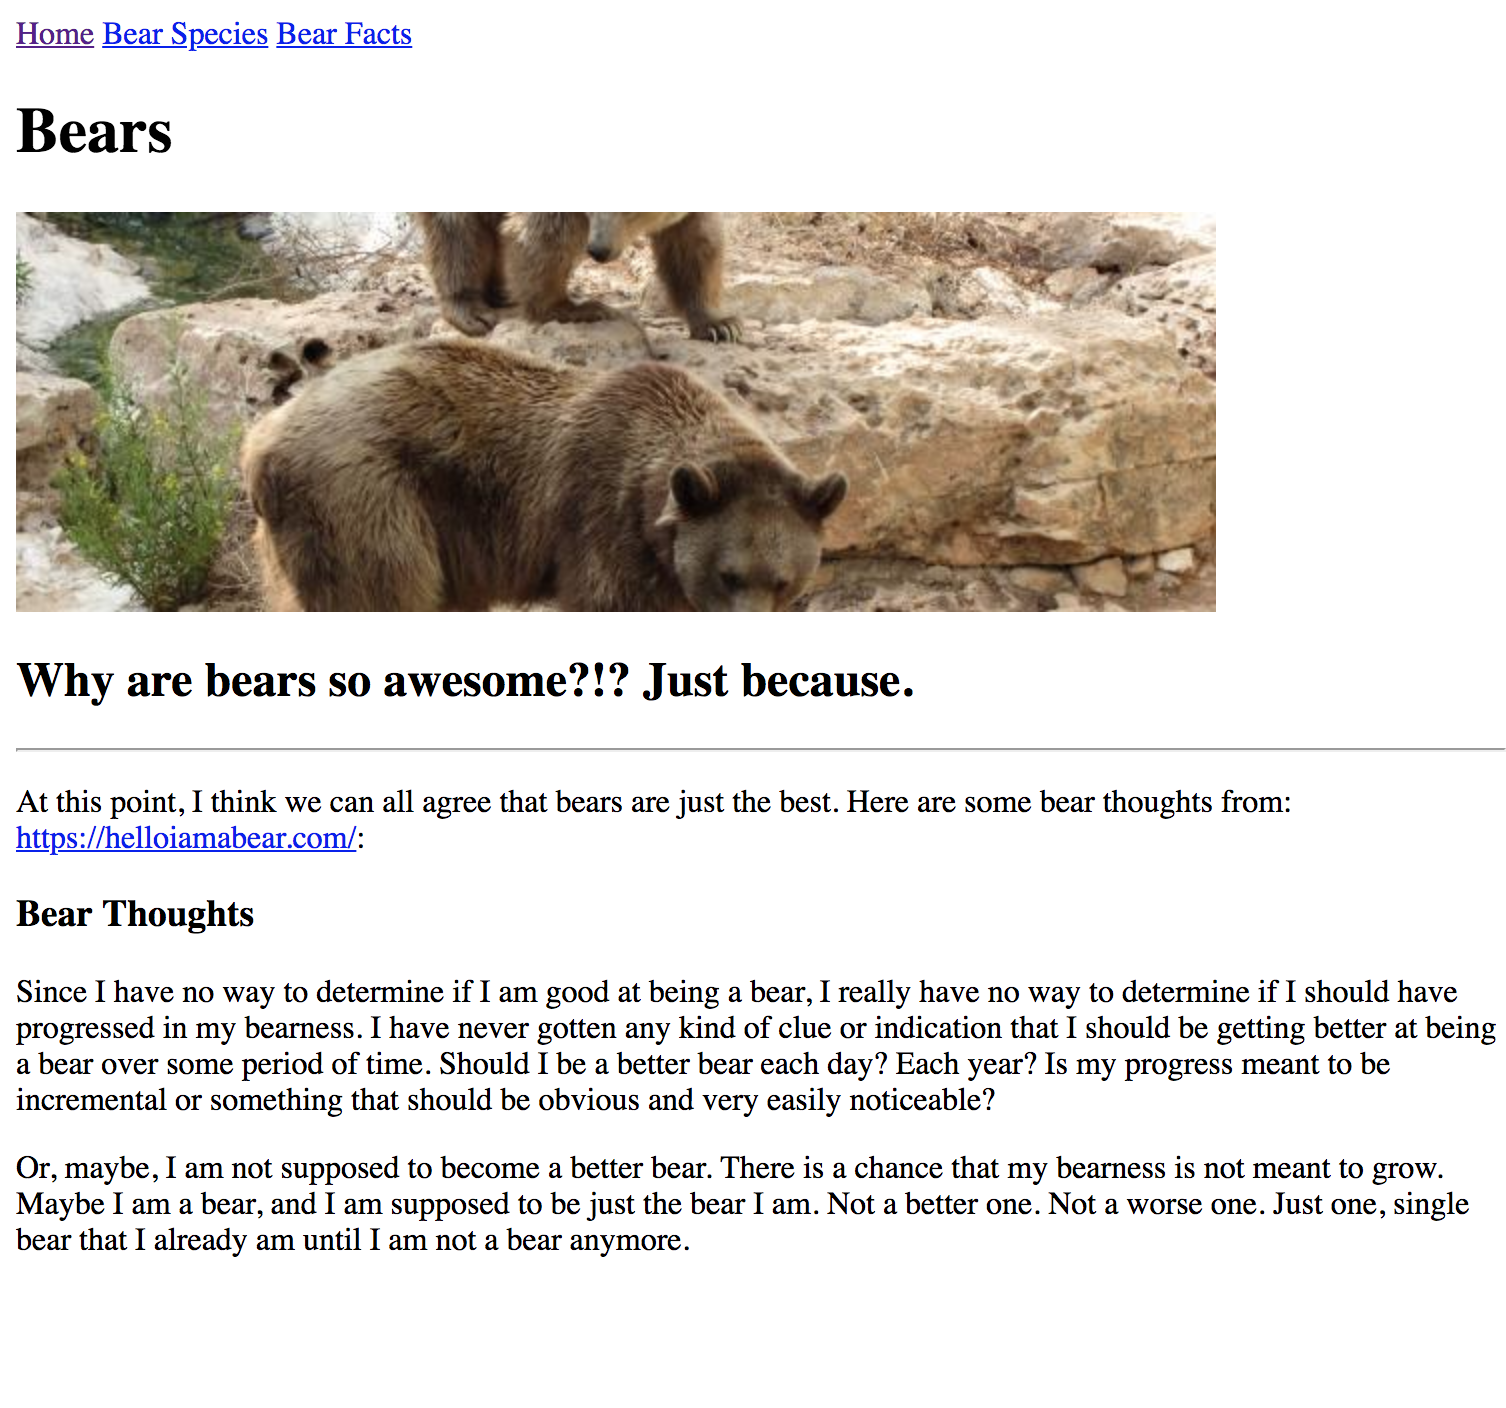 Home Bear Species Bear Facts
Bears
Why are bears so awesome?!? Just because.
At this point, I think we can all agree that bears are just the best. Here are some bear thoughts from:
https://helloiamabear.com/:
Bear Thoughts
Since I have no way to determine if I am good at being a bear, I really have no way to determine if I should have
progressed in my bearness. I have never gotten any kind of clue or indication that I should be getting better at being
a bear over some period of time. Should I be a better bear each day? Each year? Is my progress meant to be
incremental or something that should be obvious and very easily noticeable?
Or, maybe, I am not supposed to become a better bear. There is a chance that my bearness is not meant to grow.
Maybe I am a bear, and I am supposed to be just the bear I am. Not a better one. Not a worse one. Just one, single
bear that I already am until I am not a bear anymore.